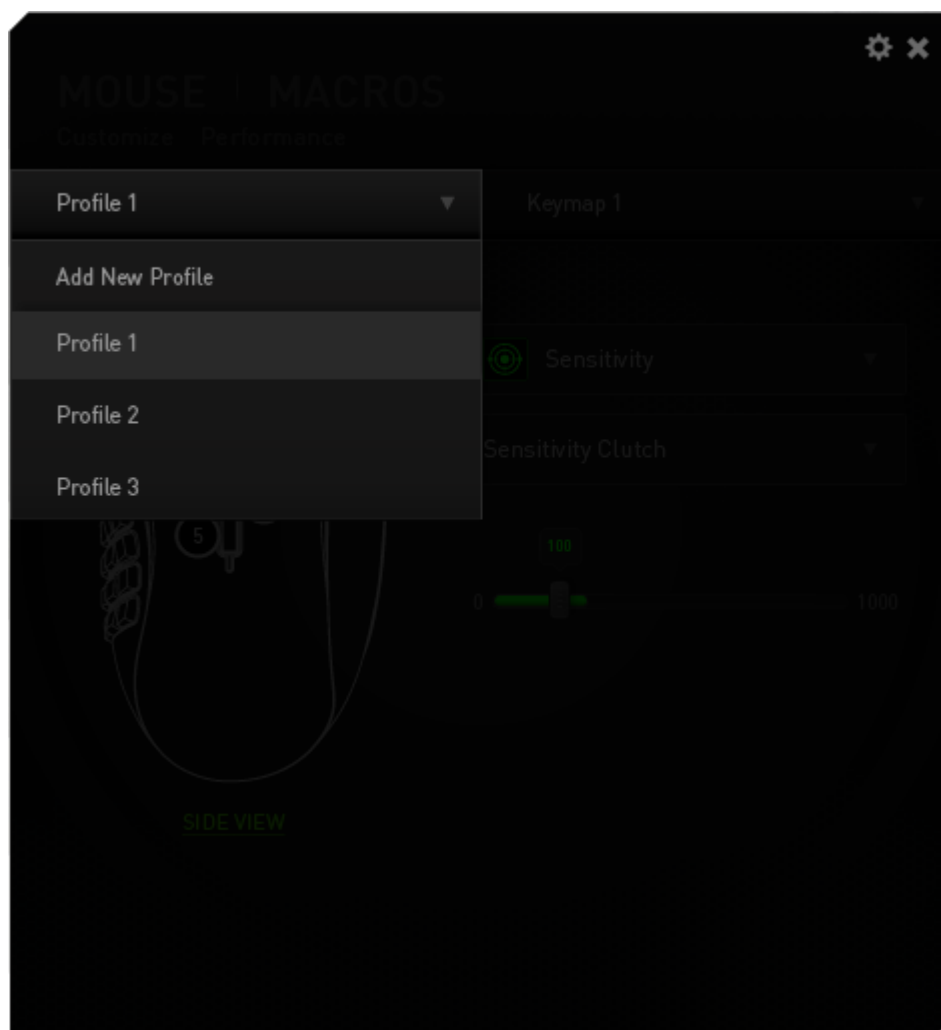 MOUSE | MACROS
Customize Performance
Profile 1 Keymap 1
Add New Profile
Profile 1
Sensitivity
Profile 2
Sensitivity Clutch
Profile 3
5
100
0 1000
SIDE VIEW